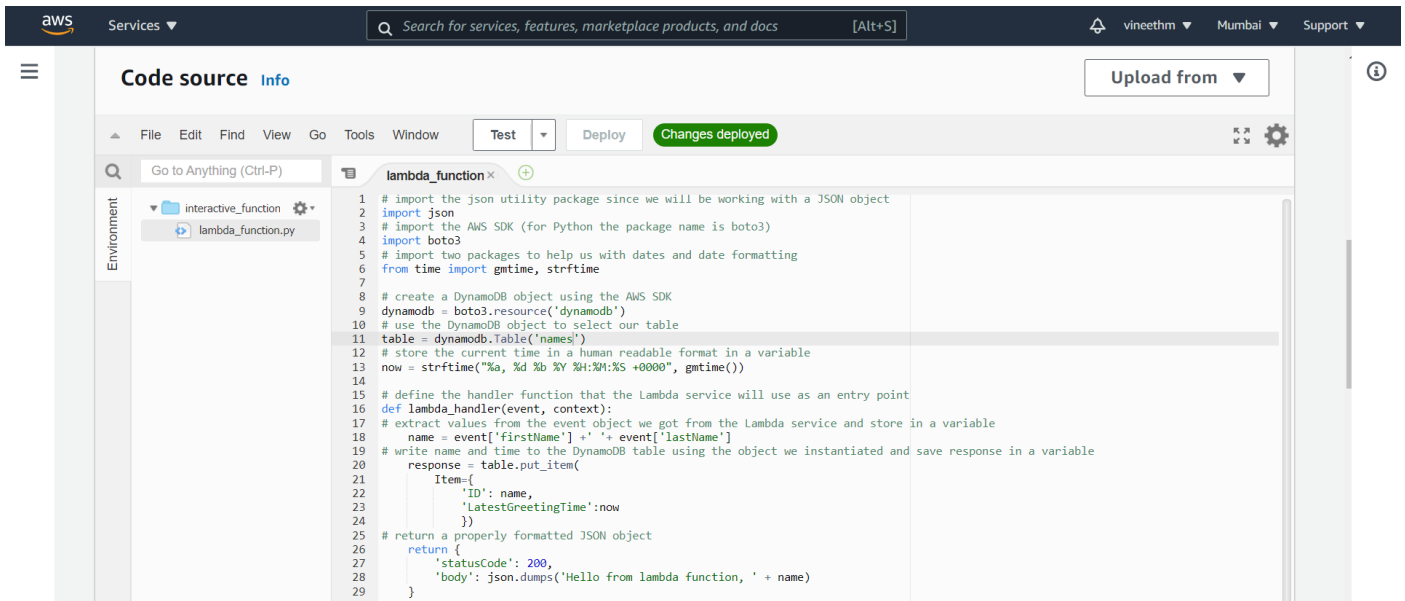 aws Services ▼ Search for services, features, marketplace products, and docs [Alt+S] vineethm ▼ Mumbai ▼ Support ▼
Code source Info Upload from ▼
File Edit Find View Go Tools Window Test Deploy Changes deployed
Go to Anything (Ctrl-P) lambda_function ×
Environment
interactive_function
lambda_function.py
1 # import the json utility package since we will be working with a JSON object
2 import json
3 # import the AWS SDK (for Python the package name is boto3)
4 import boto3
5 # import two packages to help us with dates and date formatting
6 from time import gmtime, strftime
7
8 # create a DynamoDB object using the AWS SDK
9 dynamodb = boto3.resource('dynamodb')
10 # use the DynamoDB object to select our table
11 table = dynamodb.Table('names')
12 # store the current time in a human readable format in a variable
13 now = strftime("%a, %d %b %Y %H:%M:%S +0000", gmtime())
14
15 # define the handler function that the Lambda service will use as an entry point
16 def lambda_handler(event, context):
17 # extract values from the event object we got from the Lambda service and store in a variable
18     name = event['firstName'] +' '+ event['lastName']
19 # write name and time to the DynamoDB table using the object we instantiated and save response in a variable
20     response = table.put_item(
21         Item={
22             'ID': name,
23             'LatestGreetingTime':now
24             })
25 # return a properly formatted JSON object
26     return {
27         'statusCode': 200,
28         'body': json.dumps('Hello from lambda function, ' + name)
29     }